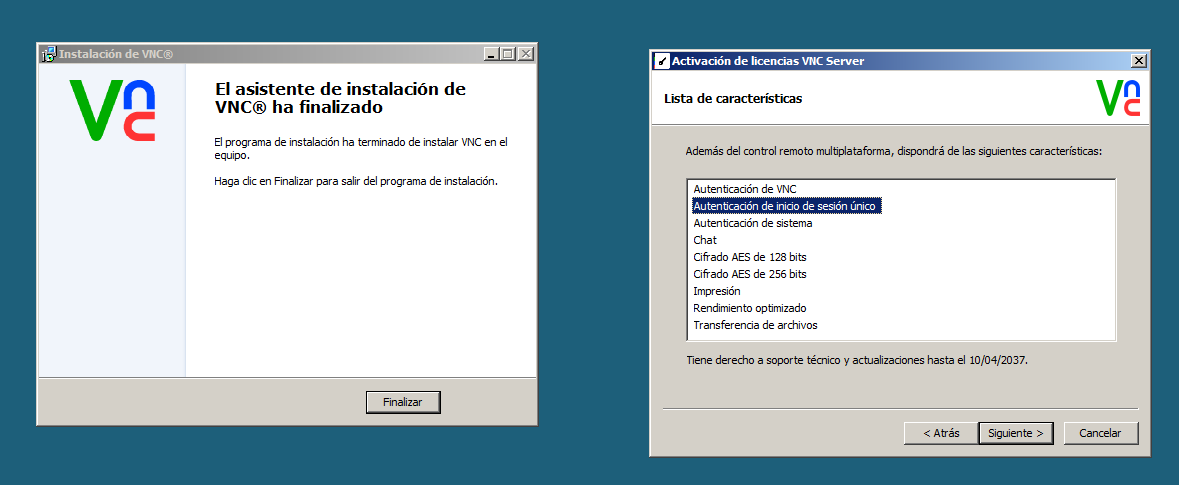 Instalación de VNC®
VNC
El asistente de instalación de
VNC® ha finalizado
El programa de instalación ha terminado de instalar VNC en el
equipo.
Haga clic en Finalizar para salir del programa de instalación.
Finalizar
Activación de licencias VNC Server
Lista de características
VNC
Además del control remoto multiplataforma, dispondrá de las siguientes características:
Autenticación de VNC
Autenticación de inicio de sesión único
Autenticación de sistema
Chat
Cifrado AES de 128 bits
Cifrado AES de 256 bits
Impresión
Rendimiento optimizado
Transferencia de archivos
Tiene derecho a soporte técnico y actualizaciones hasta el 10/04/2037.
< Atrás
Siguiente >
Cancelar